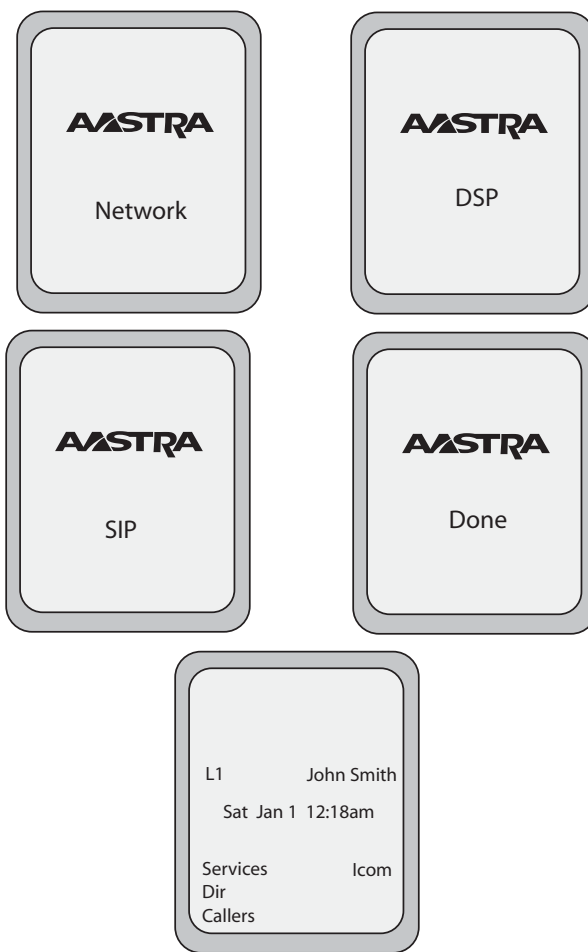 AASTRA
Network
AASTRA
DSP
AASTRA
SIP
AASTRA
Done
L1 John Smith
Sat Jan 1 12:18am
Services Icom
Dir
Callers